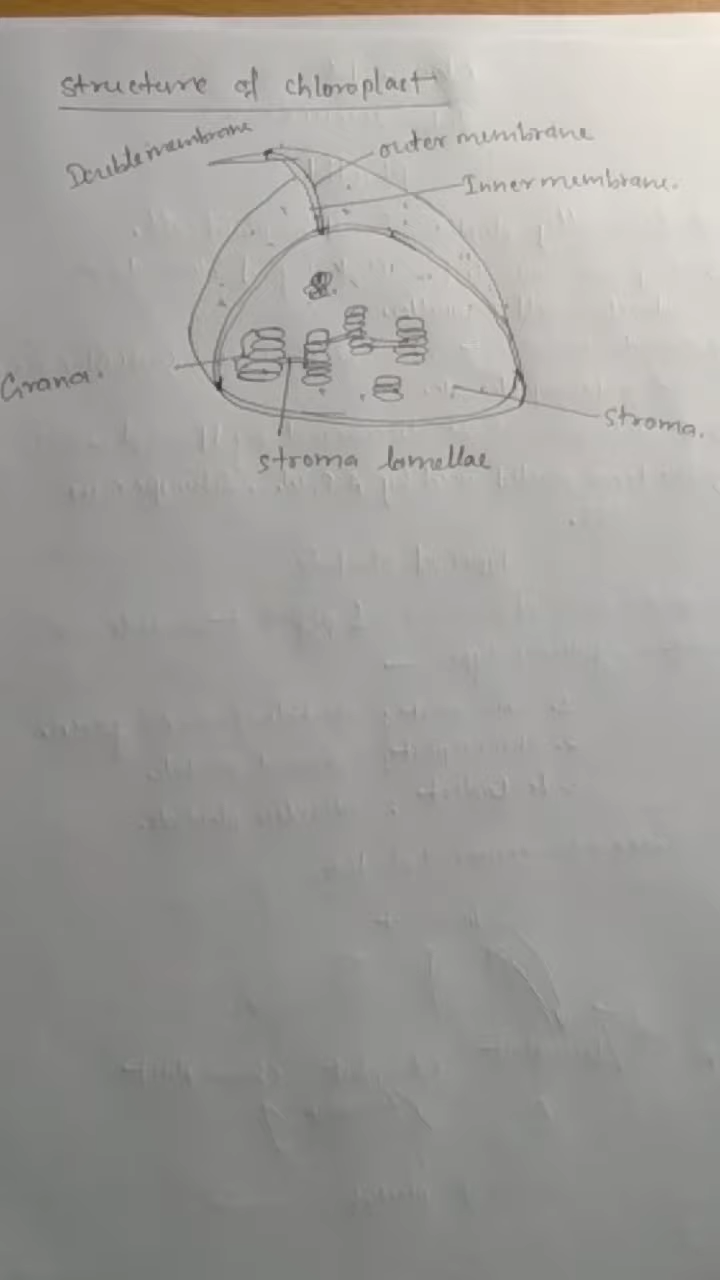 structure of chloroplast
Double membrane
outer membrane
Inner membrane.
Grana.
stroma.
stroma lamellae